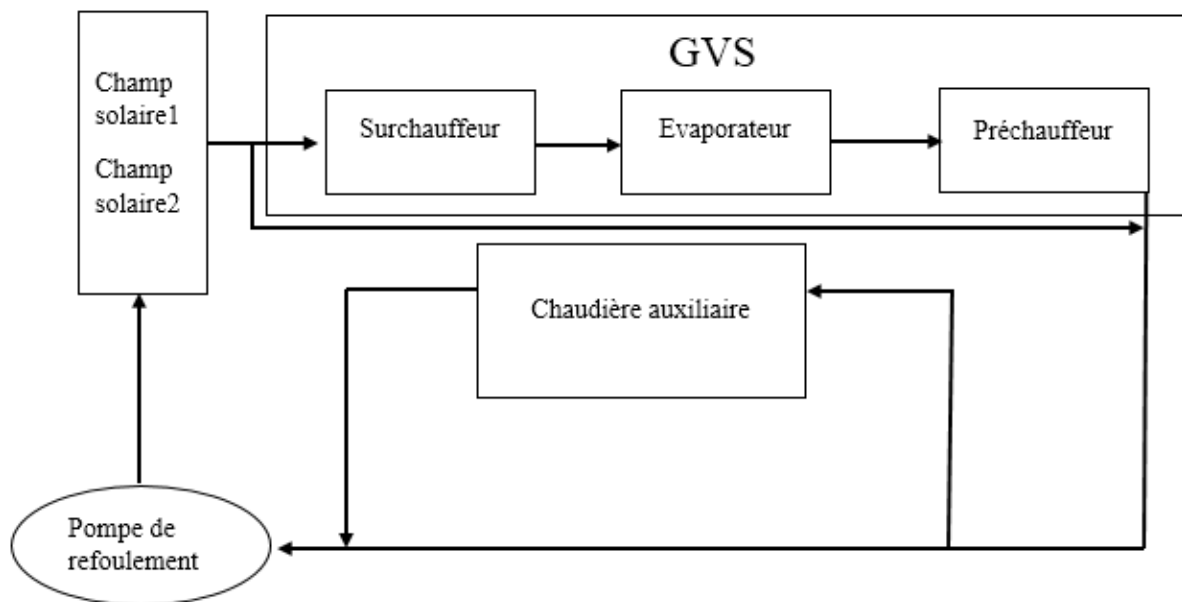 GVS
Champ
solaire1
Champ
solaire2
Surchauffeur
Evaporateur
Préchauffeur
Chaudière auxiliaire
Pompe de
refoulement